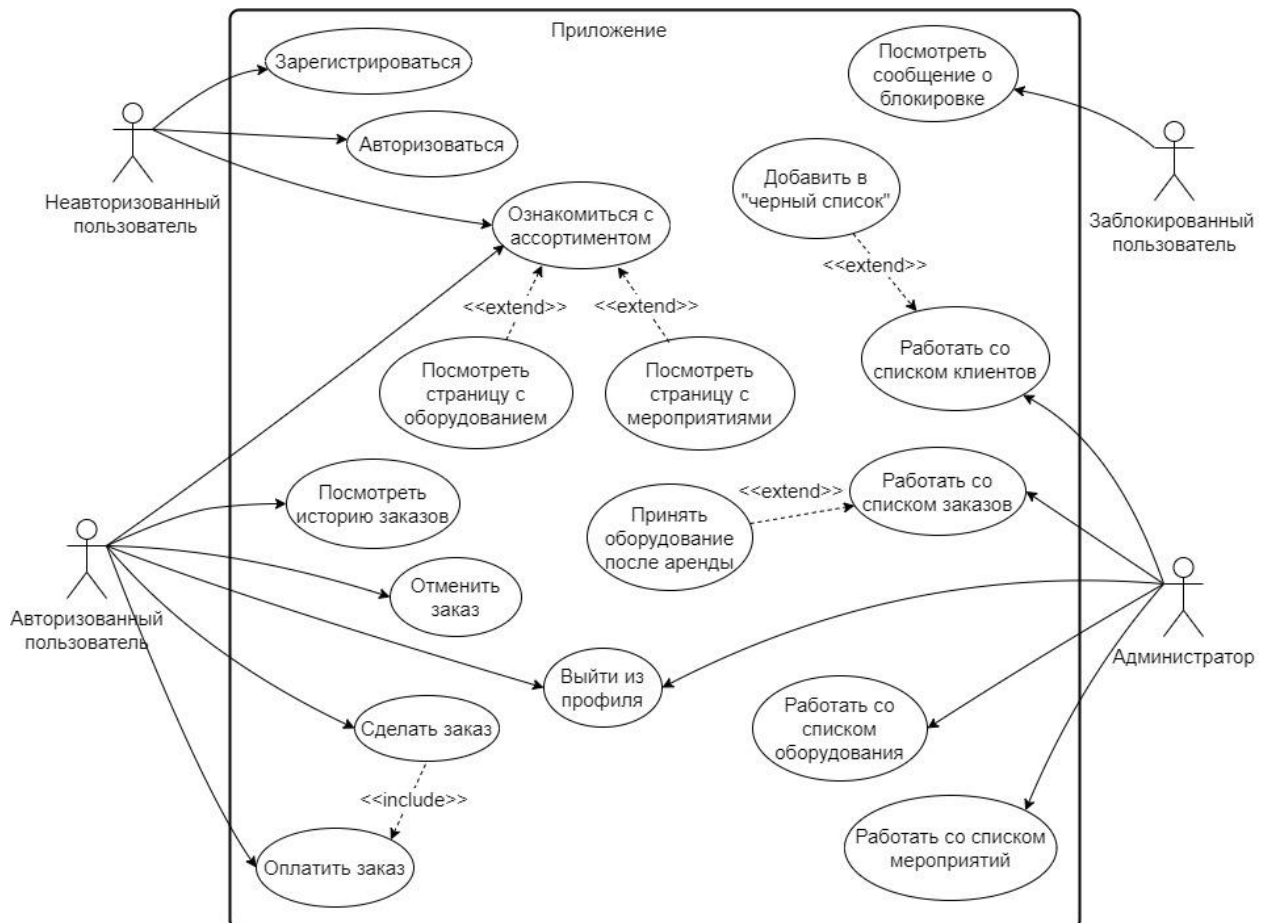 Приложение
Зарегистрироваться
Посмотреть
сообщение о
блокировке
Авторизоваться
Неавторизованный
пользователь
Добавить в
"черный список"
Заблокированный
пользователь
Ознакомиться с
ассортиментом
<<extend>>
<<extend>>
<<extend>>
Посмотреть
страницу с
оборудованием
Посмотреть
страницу с
мероприятиями
Работать со
списком клиентов
Посмотреть
историю заказов
<<extend>>
Работать со
списком заказов
Принять
оборудование
после аренды
Отменить
заказ
Авторизованный
пользователь
Администратор
Выйти из
профиля
Сделать заказ
Работать со
списком
оборудования
<<include>>
Оплатить заказ
Работать со списком
мероприятий